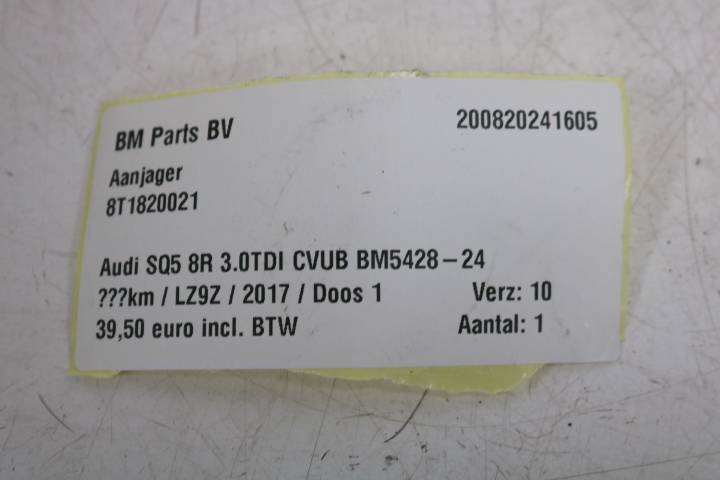 BM Parts BV 200820241605
Aanjager
8T1820021
Audi SQ5 8R 3.0TDI CVUB BM5428-24
???km / LZ9Z / 2017 / Doos 1 Verz: 10
39,50 euro incl. BTW Aantal: 1